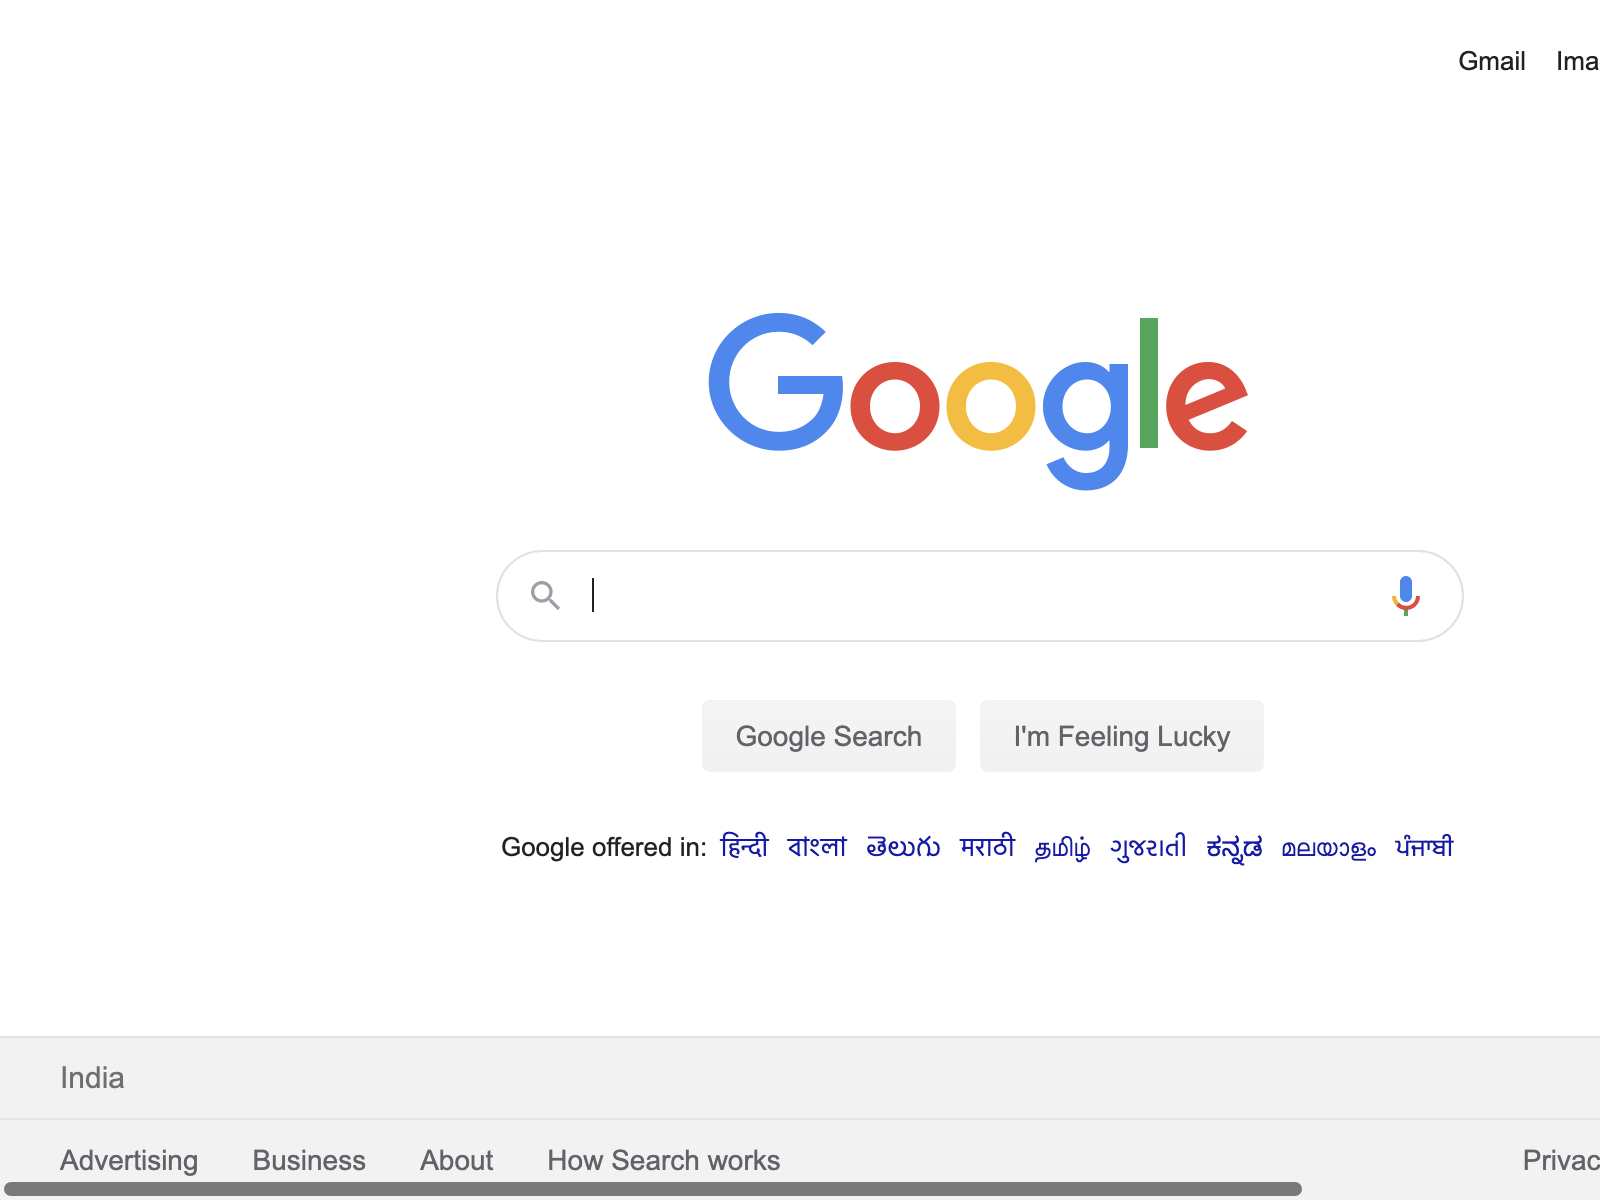 Gmail Ima
Google
Google Search I'm Feeling Lucky
Google offered in: हिन्दी বাংলা తెలుగు मराठी தமிழ் ગુજરાતી ಕನ್ನಡ മലയാളം ਪੰਜਾਬੀ
India
Advertising Business About How Search works Privac